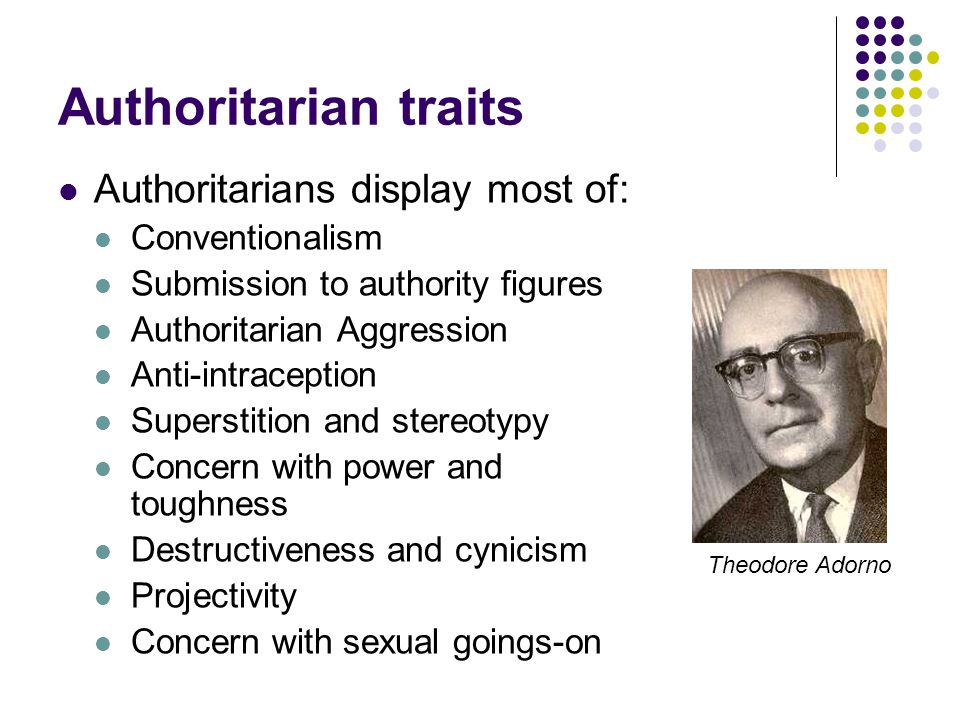 Authoritarian traits
Authoritarians display most of:
Conventionalism
Submission to authority figures
Authoritarian Aggression
Anti-intraception
Superstition and stereotypy
Concern with power and
toughness
Destructiveness and cynicism
Projectivity
Concern with sexual goings-on
Theodore Adorno